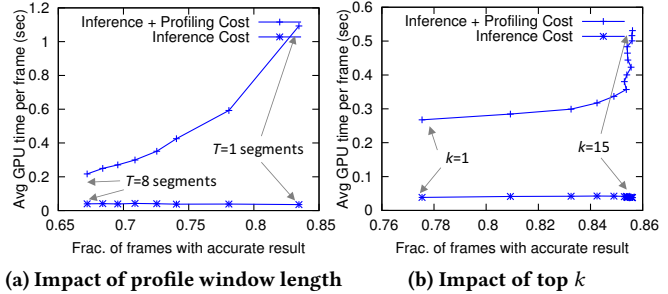 Inference + Profiling Cost
Inference Cost
Avg GPU time per frame (sec)
1.2
1
0.8
0.6
0.4
0.2
0
T=1 segments
T=8 segments
0.65 0.7 0.75 0.8 0.85
Frac. of frames with accurate result
(a) Impact of profile window length
Inference + Profiling Cost
Inference Cost
Avg GPU time per frame (sec)
0.6
0.5
0.4
0.3
0.2
0.1
0
k=1
k=15
0.76 0.78 0.8 0.82 0.84 0.86
Frac. of frames with accurate result
(b) Impact of top k